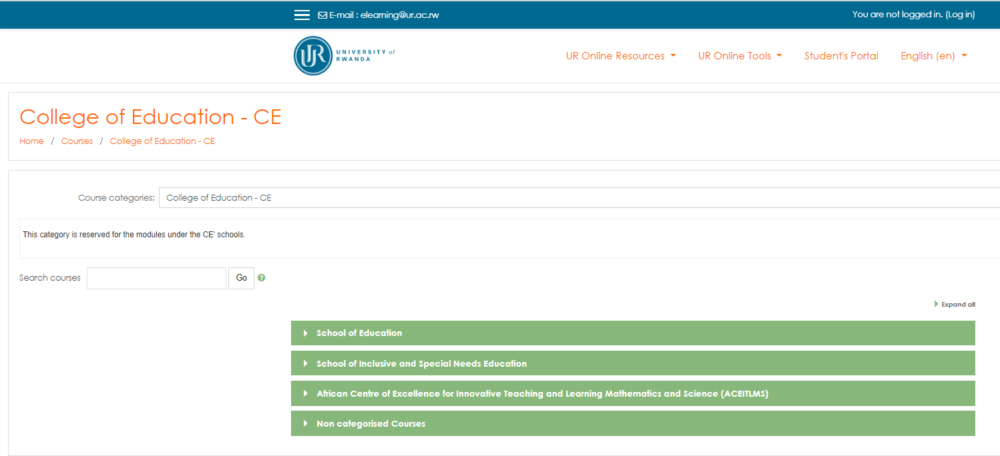 E-mail : elearning@ur.ac.rw
You are not logged in. (Log in)
UR
UNIVERSITY of
RWANDA
UR Online Resources
UR Online Tools
Student's Portal
English (en)
College of Education - CE
Home / Courses / College of Education - CE
Course categories:
College of Education - CE
This category is reserved for the modules under the CE' schools.
Search courses
Go
?
Expand all
School of Education
School of Inclusive and Special Needs Education
African Centre of Excellence for Innovative Teaching and Learning Mathematics and Science (ACEITLMS)
Non categorised Courses